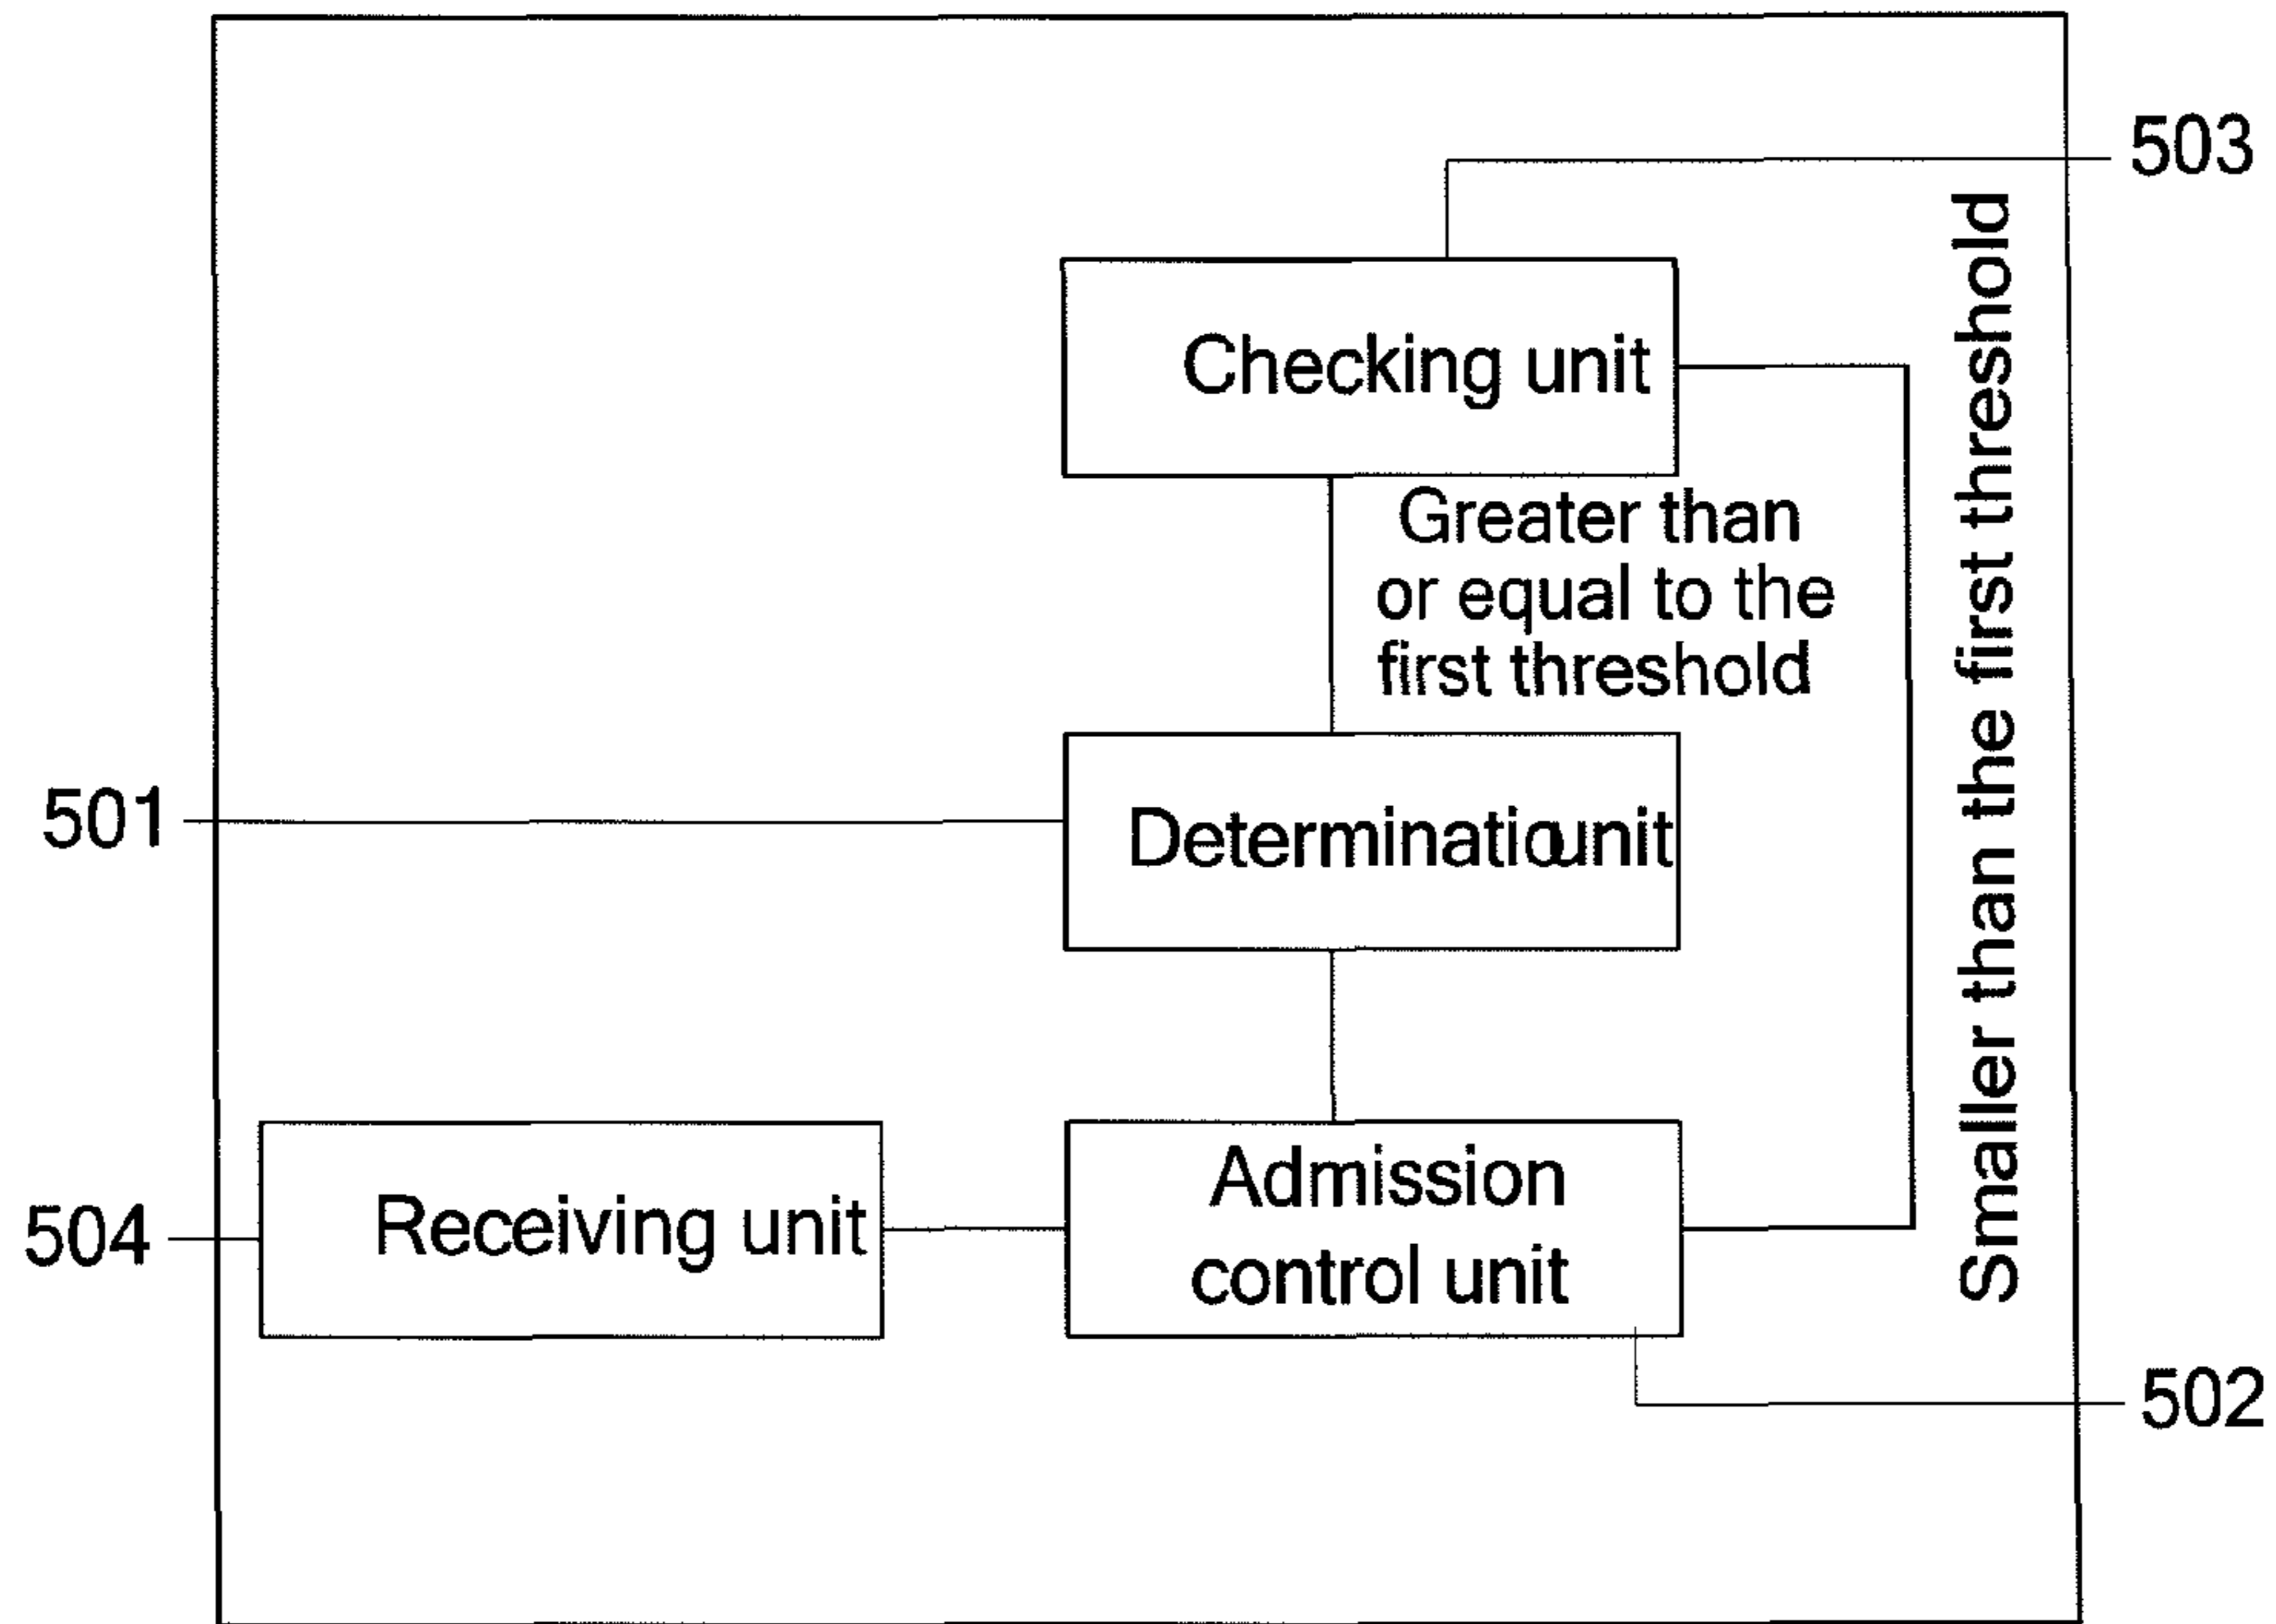 503
Checking unit
Greater than
or equal to the
first threshold
Smaller than the first threshold
501
Determinatiounit
Admission
control unit
504
Receiving unit
502